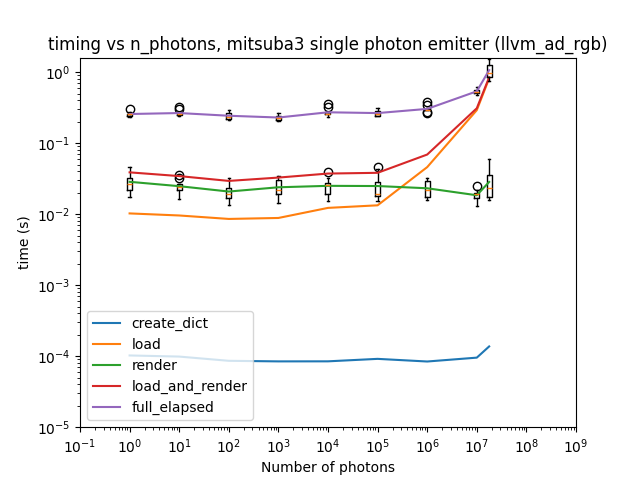 timing vs n_photons, mitsuba3 single photon emitter (llvm_ad_rgb)
time (s)
10⁰
10⁻¹
10⁻²
10⁻³
10⁻⁴
10⁻⁵
create_dict
load
render
load_and_render
full_elapsed
10⁻¹ 10⁰ 10¹ 10² 10³ 10⁴ 10⁵ 10⁶ 10⁷ 10⁸ 10⁹
Number of photons